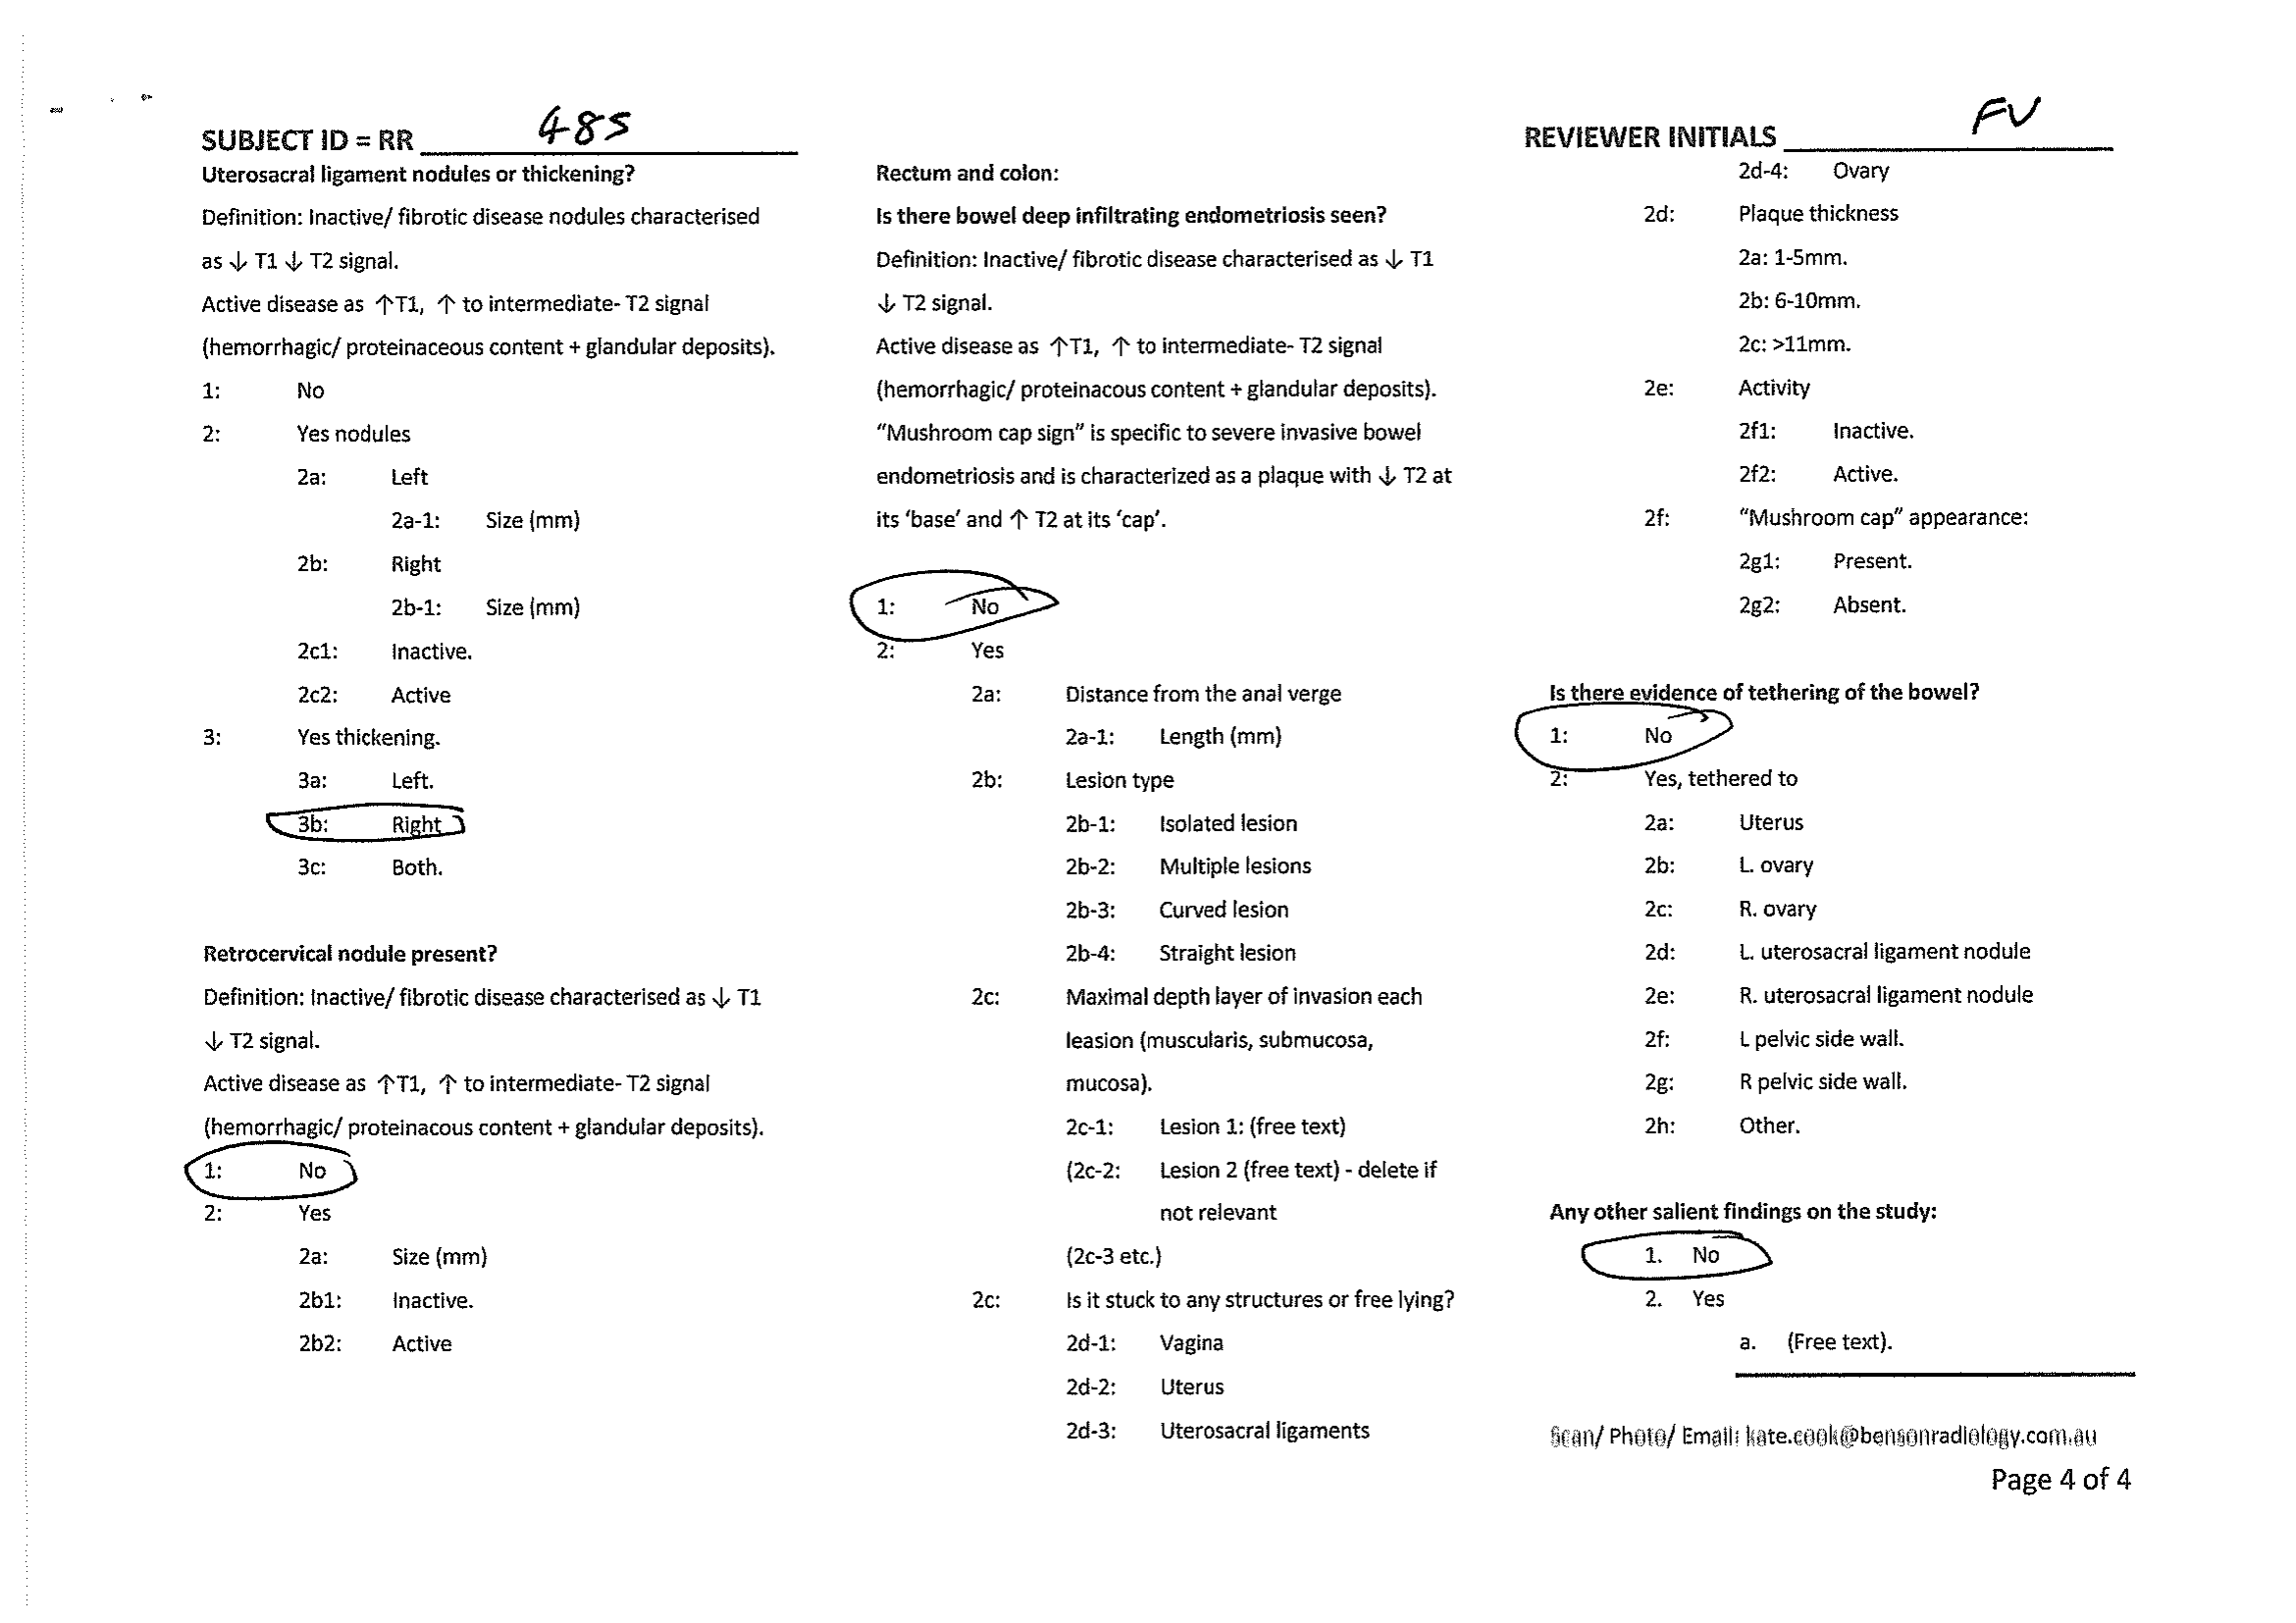 SUBJECT ID = RR 485
Uterosacral ligament nodules or thickening?
Definition: Inactive/ fibrotic disease nodules characterised
as ↓ T1 ↓ T2 signal.
Active disease as ↑T1, ↑ to intermediate- T2 signal
(hemorrhagic/ proteinaceous content + glandular deposits).
1: No
2: Yes nodules
2a: Left
2a-1: Size (mm)
2b: Right
2b-1: Size (mm)
2c1: Inactive.
2c2: Active
3: Yes thickening.
3a: Left.
3b: Right
3c: Both.
Retrocervical nodule present?
Definition: Inactive/ fibrotic disease characterised as ↓ T1
↓ T2 signal.
Active disease as ↑T1, ↑ to intermediate- T2 signal
(hemorrhagic/ proteinacous content + glandular deposits).
1: No
2: Yes
2a: Size (mm)
2b1: Inactive.
2b2: Active
Rectum and colon:
Is there bowel deep infiltrating endometriosis seen?
Definition: Inactive/ fibrotic disease characterised as ↓ T1
↓ T2 signal.
Active disease as ↑T1, ↑ to intermediate- T2 signal
(hemorrhagic/ proteinacous content + glandular deposits).
“Mushroom cap sign” is specific to severe invasive bowel
endometriosis and is characterized as a plaque with ↓ T2 at
its ‘base’ and ↑ T2 at its ‘cap’.
1: No
2: Yes
2a: Distance from the anal verge
2a-1: Length (mm)
2b: Lesion type
2b-1: Isolated lesion
2b-2: Multiple lesions
2b-3: Curved lesion
2b-4: Straight lesion
2c: Maximal depth layer of invasion each
leasion (muscularis, submucosa,
mucosa).
2c-1: Lesion 1: (free text)
(2c-2: Lesion 2 (free text) - delete if
not relevant
(2c-3 etc.)
2c: Is it stuck to any structures or free lying?
2d-1: Vagina
2d-2: Uterus
2d-3: Uterosacral ligaments
REVIEWER INITIALS FV
2d-4: Ovary
2d: Plaque thickness
2a: 1-5mm.
2b: 6-10mm.
2c: >11mm.
2e: Activity
2f1: Inactive.
2f2: Active.
2f: “Mushroom cap” appearance:
2g1: Present.
2g2: Absent.
Is there evidence of tethering of the bowel?
1: No
2: Yes, tethered to
2a: Uterus
2b: L. ovary
2c: R. ovary
2d: L. uterosacral ligament nodule
2e: R. uterosacral ligament nodule
2f: L pelvic side wall.
2g: R pelvic side wall.
2h: Other.
Any other salient findings on the study:
1. No
2. Yes
a. (Free text).
Scan/ Photo/ Email: kate.cook@bensonradiology.com.au
Page 4 of 4